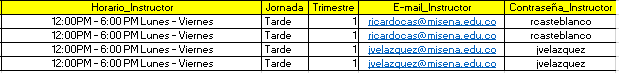 Horario_Instructor Jornada Trimestre E-mail_Instructor Contraseña_Instructor
12:00PM - 6:00 PM Lunes - Viernes Tarde 1 ricardocas@misena.edu.co rcasteblanco
12:00PM - 6:00 PM Lunes - Viernes Tarde 1 ricardocas@misena.edu.co rcasteblanco
12:00PM - 6:00 PM Lunes - Viernes Tarde 1 jvelazquez@misena.edu.co jvelazquez
12:00PM - 6:00 PM Lunes - Viernes Tarde 1 jvelazquez@misena.edu.co jvelazquez